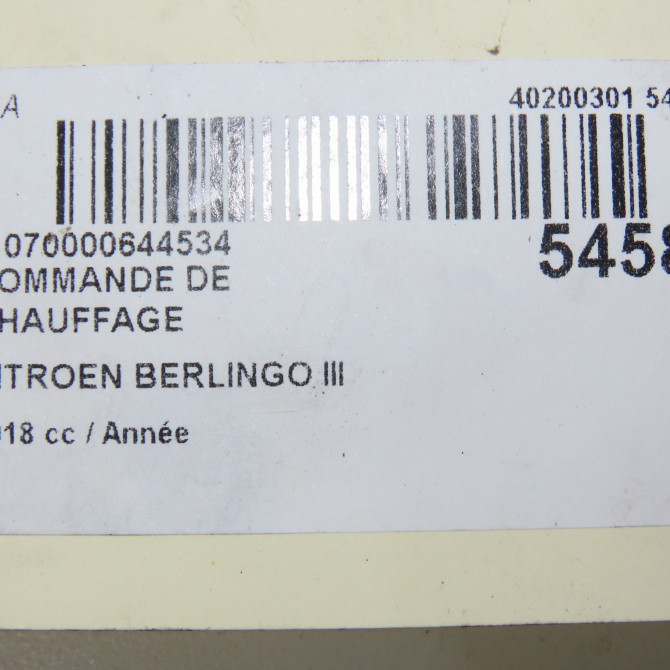 A
40200301 54
070000644534
5458
OMMANDE DE
HAUFFAGE
ITROEN BERLINGO III
018 cc / Année